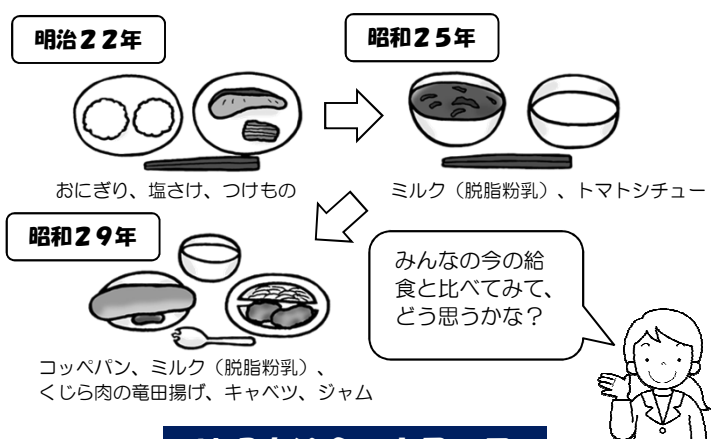 明治22年
昭和25年
おにぎり、塩さけ、つけもの
ミルク（脱脂粉乳）、トマトシチュー
昭和29年
みんなの今の給
食と比べてみて、
どう思うかな？
コッペパン、ミルク（脱脂粉乳）、
くじら肉の竜田揚げ、キャベツ、ジャム